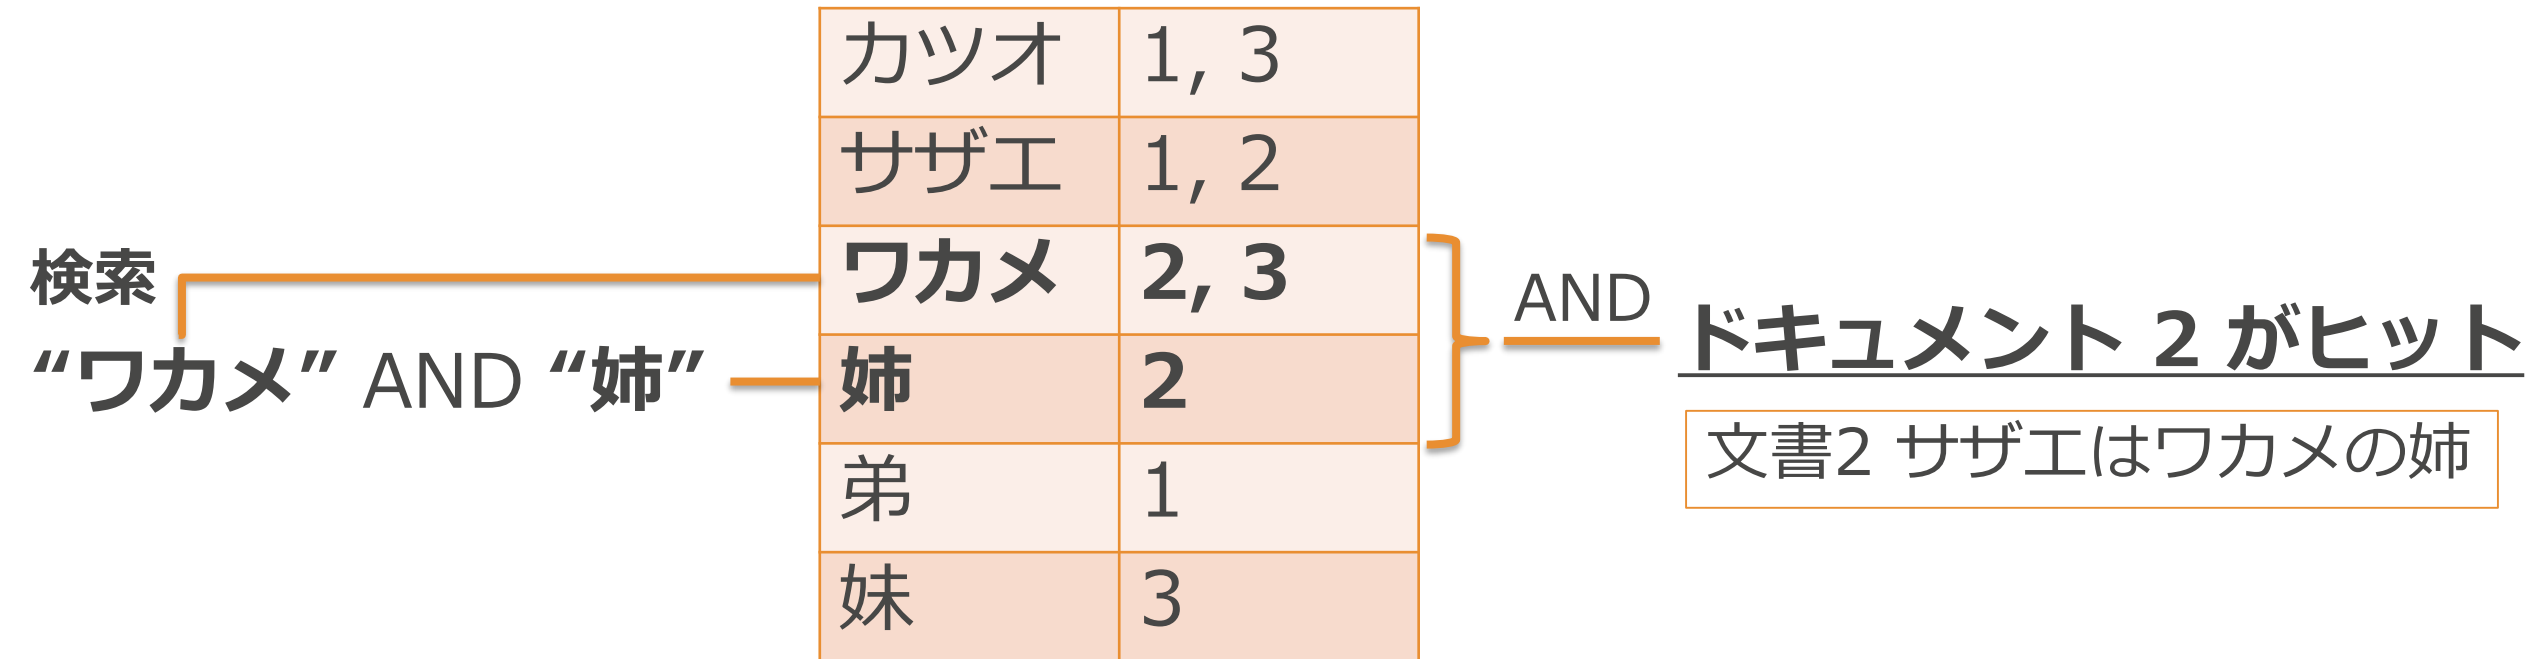 検索
“ワカメ” AND “姉”
カツオ 1, 3
サザエ 1, 2
ワカメ 2, 3
姉 2
弟 1
妹 3
AND
ドキュメント 2 がヒット
文書2 サザエはワカメの姉